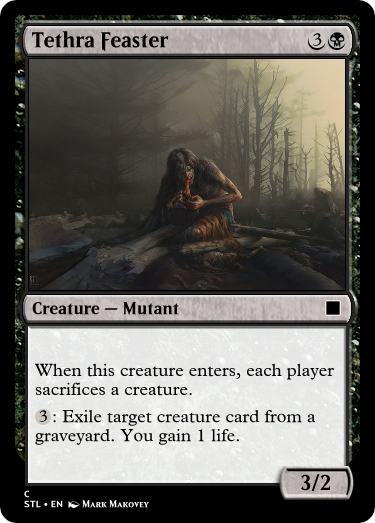 Tethra Feaster 3
Creature — Mutant
When this creature enters, each player
sacrifices a creature.
3: Exile target creature card from a
graveyard. You gain 1 life.
3/2
C
STL • EN Mark Makovey